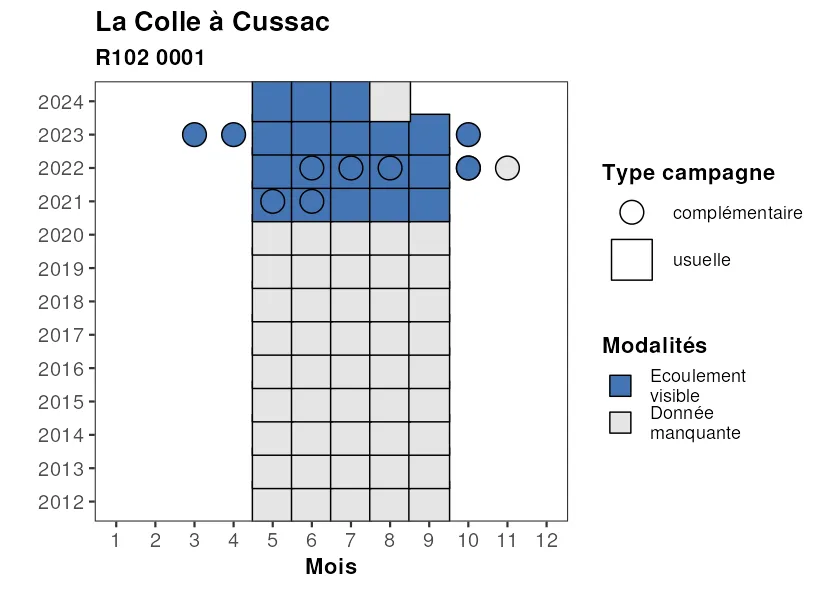 La Colle à Cussac
R102 0001
2024
2023
2022
2021
2020
2019
2018
2017
2016
2015
2014
2013
2012
1 2 3 4 5 6 7 8 9 10 11 12
Mois
Type campagne
complémentaire
usuelle
Modalités
Ecoulement
visible
Donnée
manquante